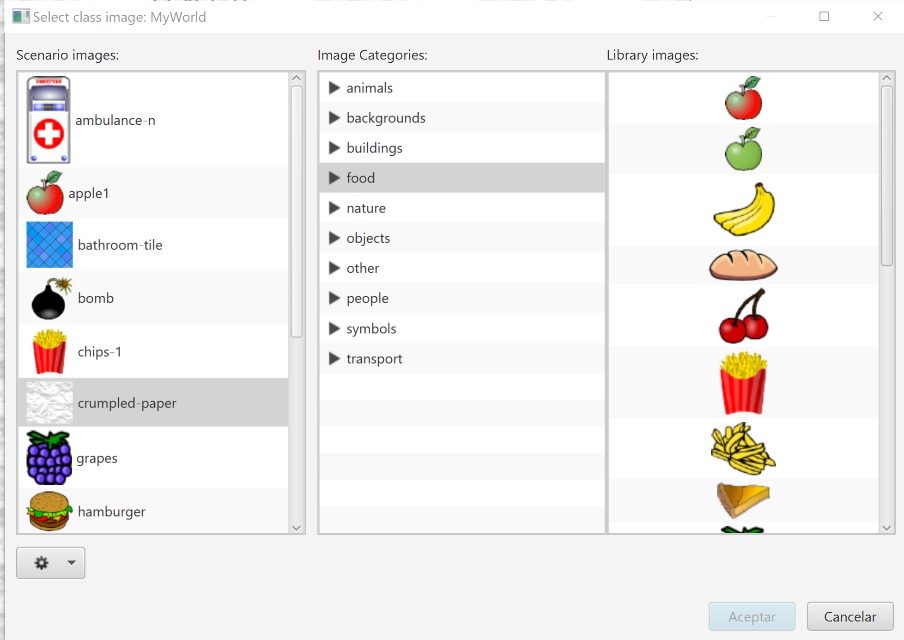 Select class image: MyWorld
Scenario images:
Image Categories:
Library images:
ambulance-n
apple1
bathroom-tile
bomb
chips-1
crumpled-paper
grapes
hamburger
animals
backgrounds
buildings
food
nature
objects
other
people
symbols
transport
Aceptar
Cancelar